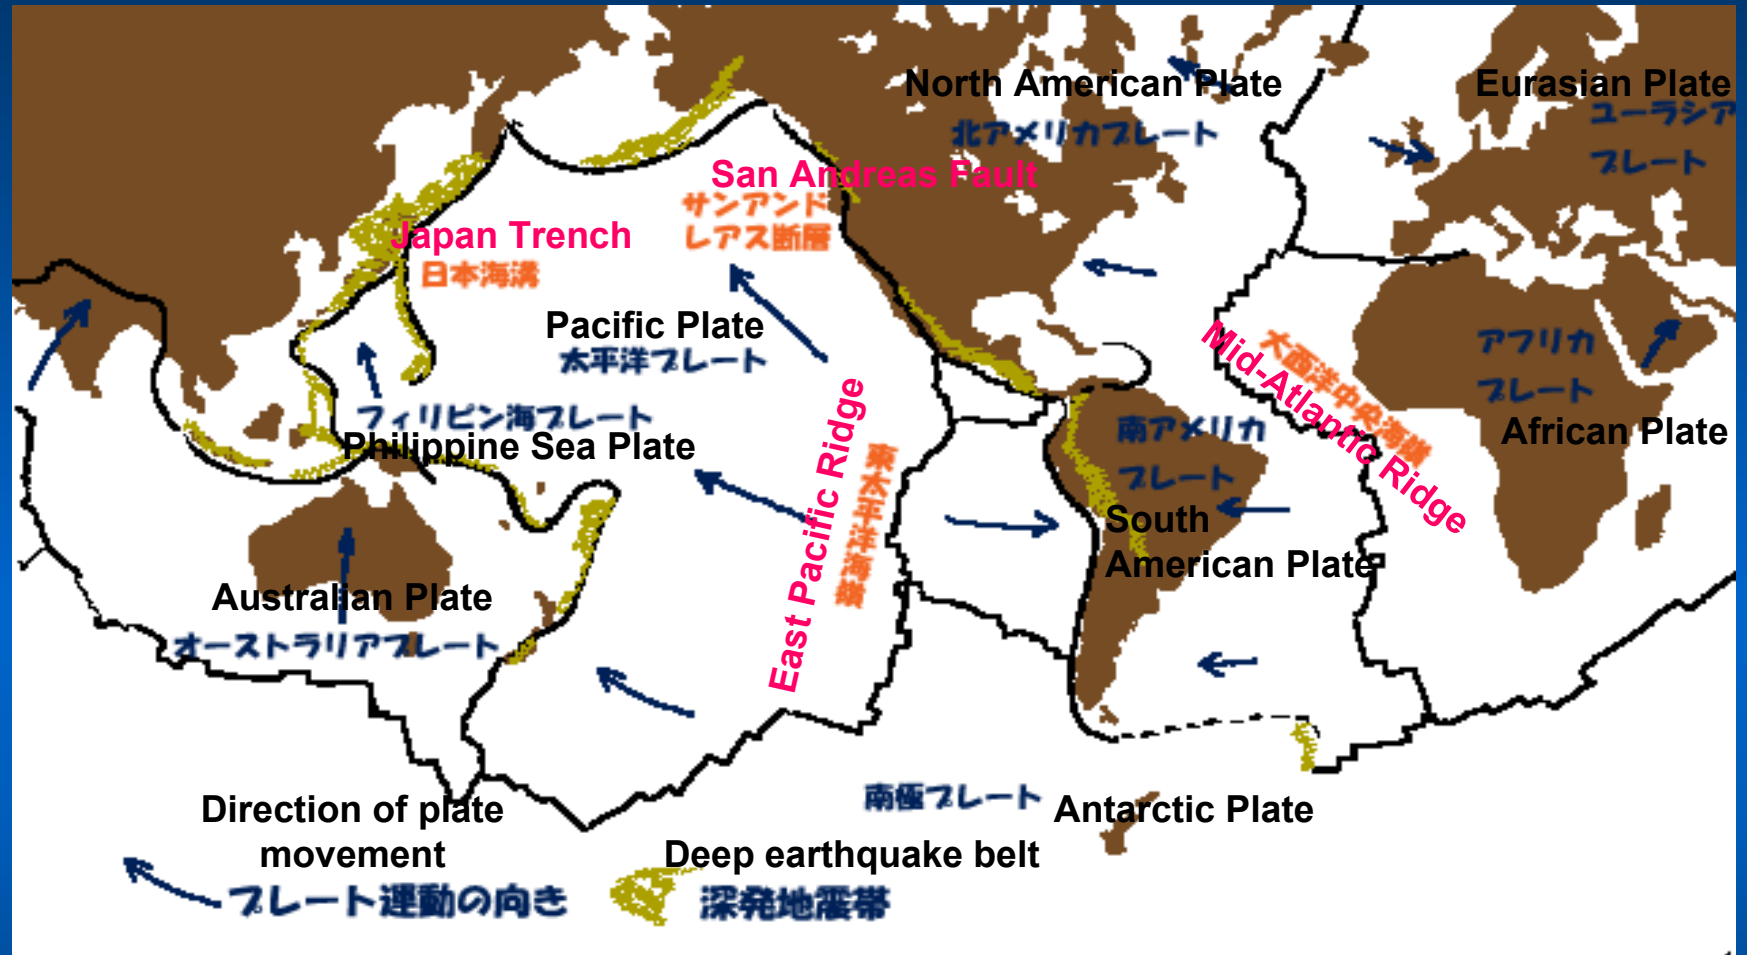 North American Plate
北アメリカプレート
Eurasian Plate
ユーラシア
プレート
San Andreas Fault
サンアンド
レアス断層
Japan Trench
日本海溝
Pacific Plate
太平洋プレート
フィリピン海プレート
Philippine Sea Plate
Mid-Atlantic Ridge
大西洋中央海嶺
アフリカ
プレート
African Plate
East Pacific Ridge
東太平洋海嶺
南アメリカ
プレート
South
American Plate
Australian Plate
オーストラリアプレート
南極プレート
Antarctic Plate
Direction of plate
movement
プレート運動の向き
Deep earthquake belt
深発地震帯